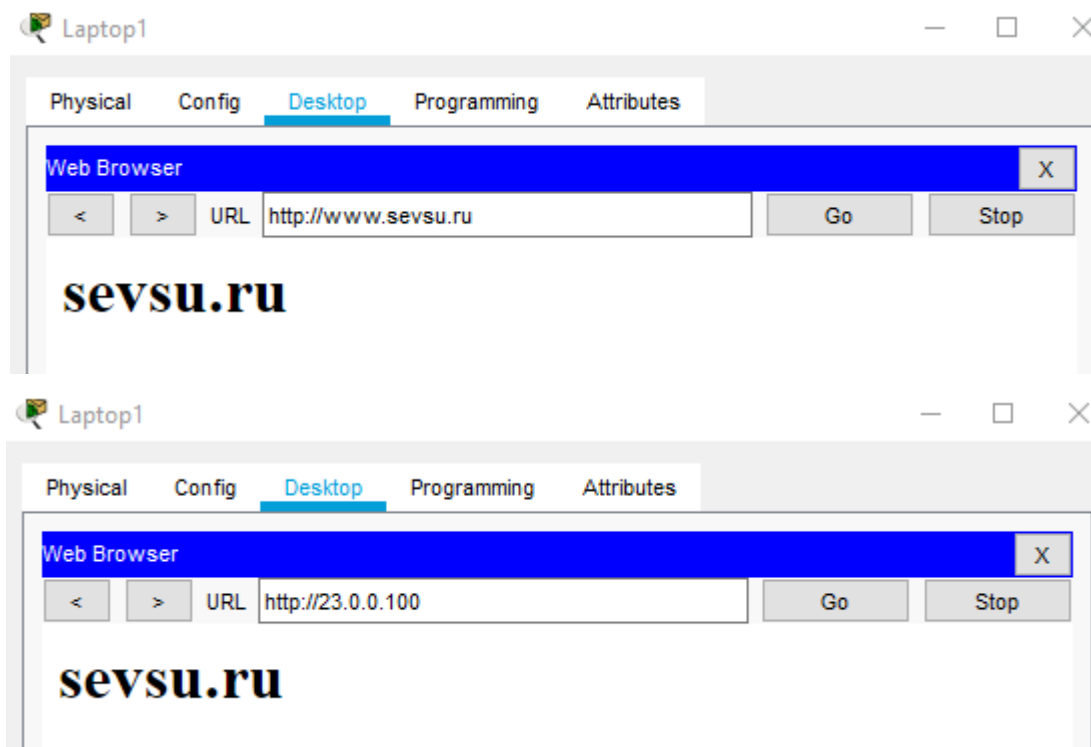 Laptop1
Physical Config Desktop Programming Attributes
Web Browser X
< > URL http://www.sevsu.ru Go Stop
sevsu.ru
Laptop1
Physical Config Desktop Programming Attributes
Web Browser X
< > URL http://23.0.0.100 Go Stop
sevsu.ru